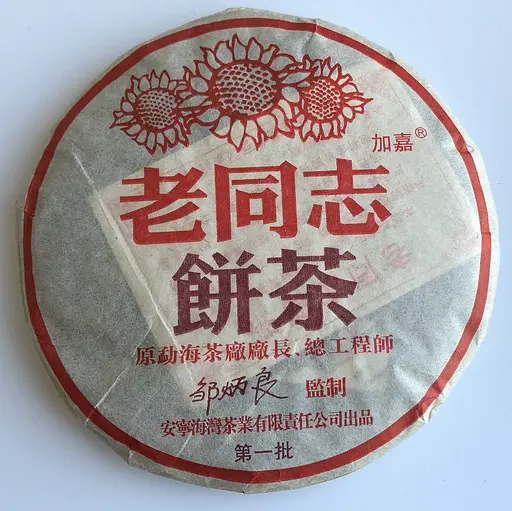 加嘉®
老同志
餅茶
原勐海茶廠廠長、總工程師
邹炳良 監制
安寧海灣茶業有限責任公司出品
第一批